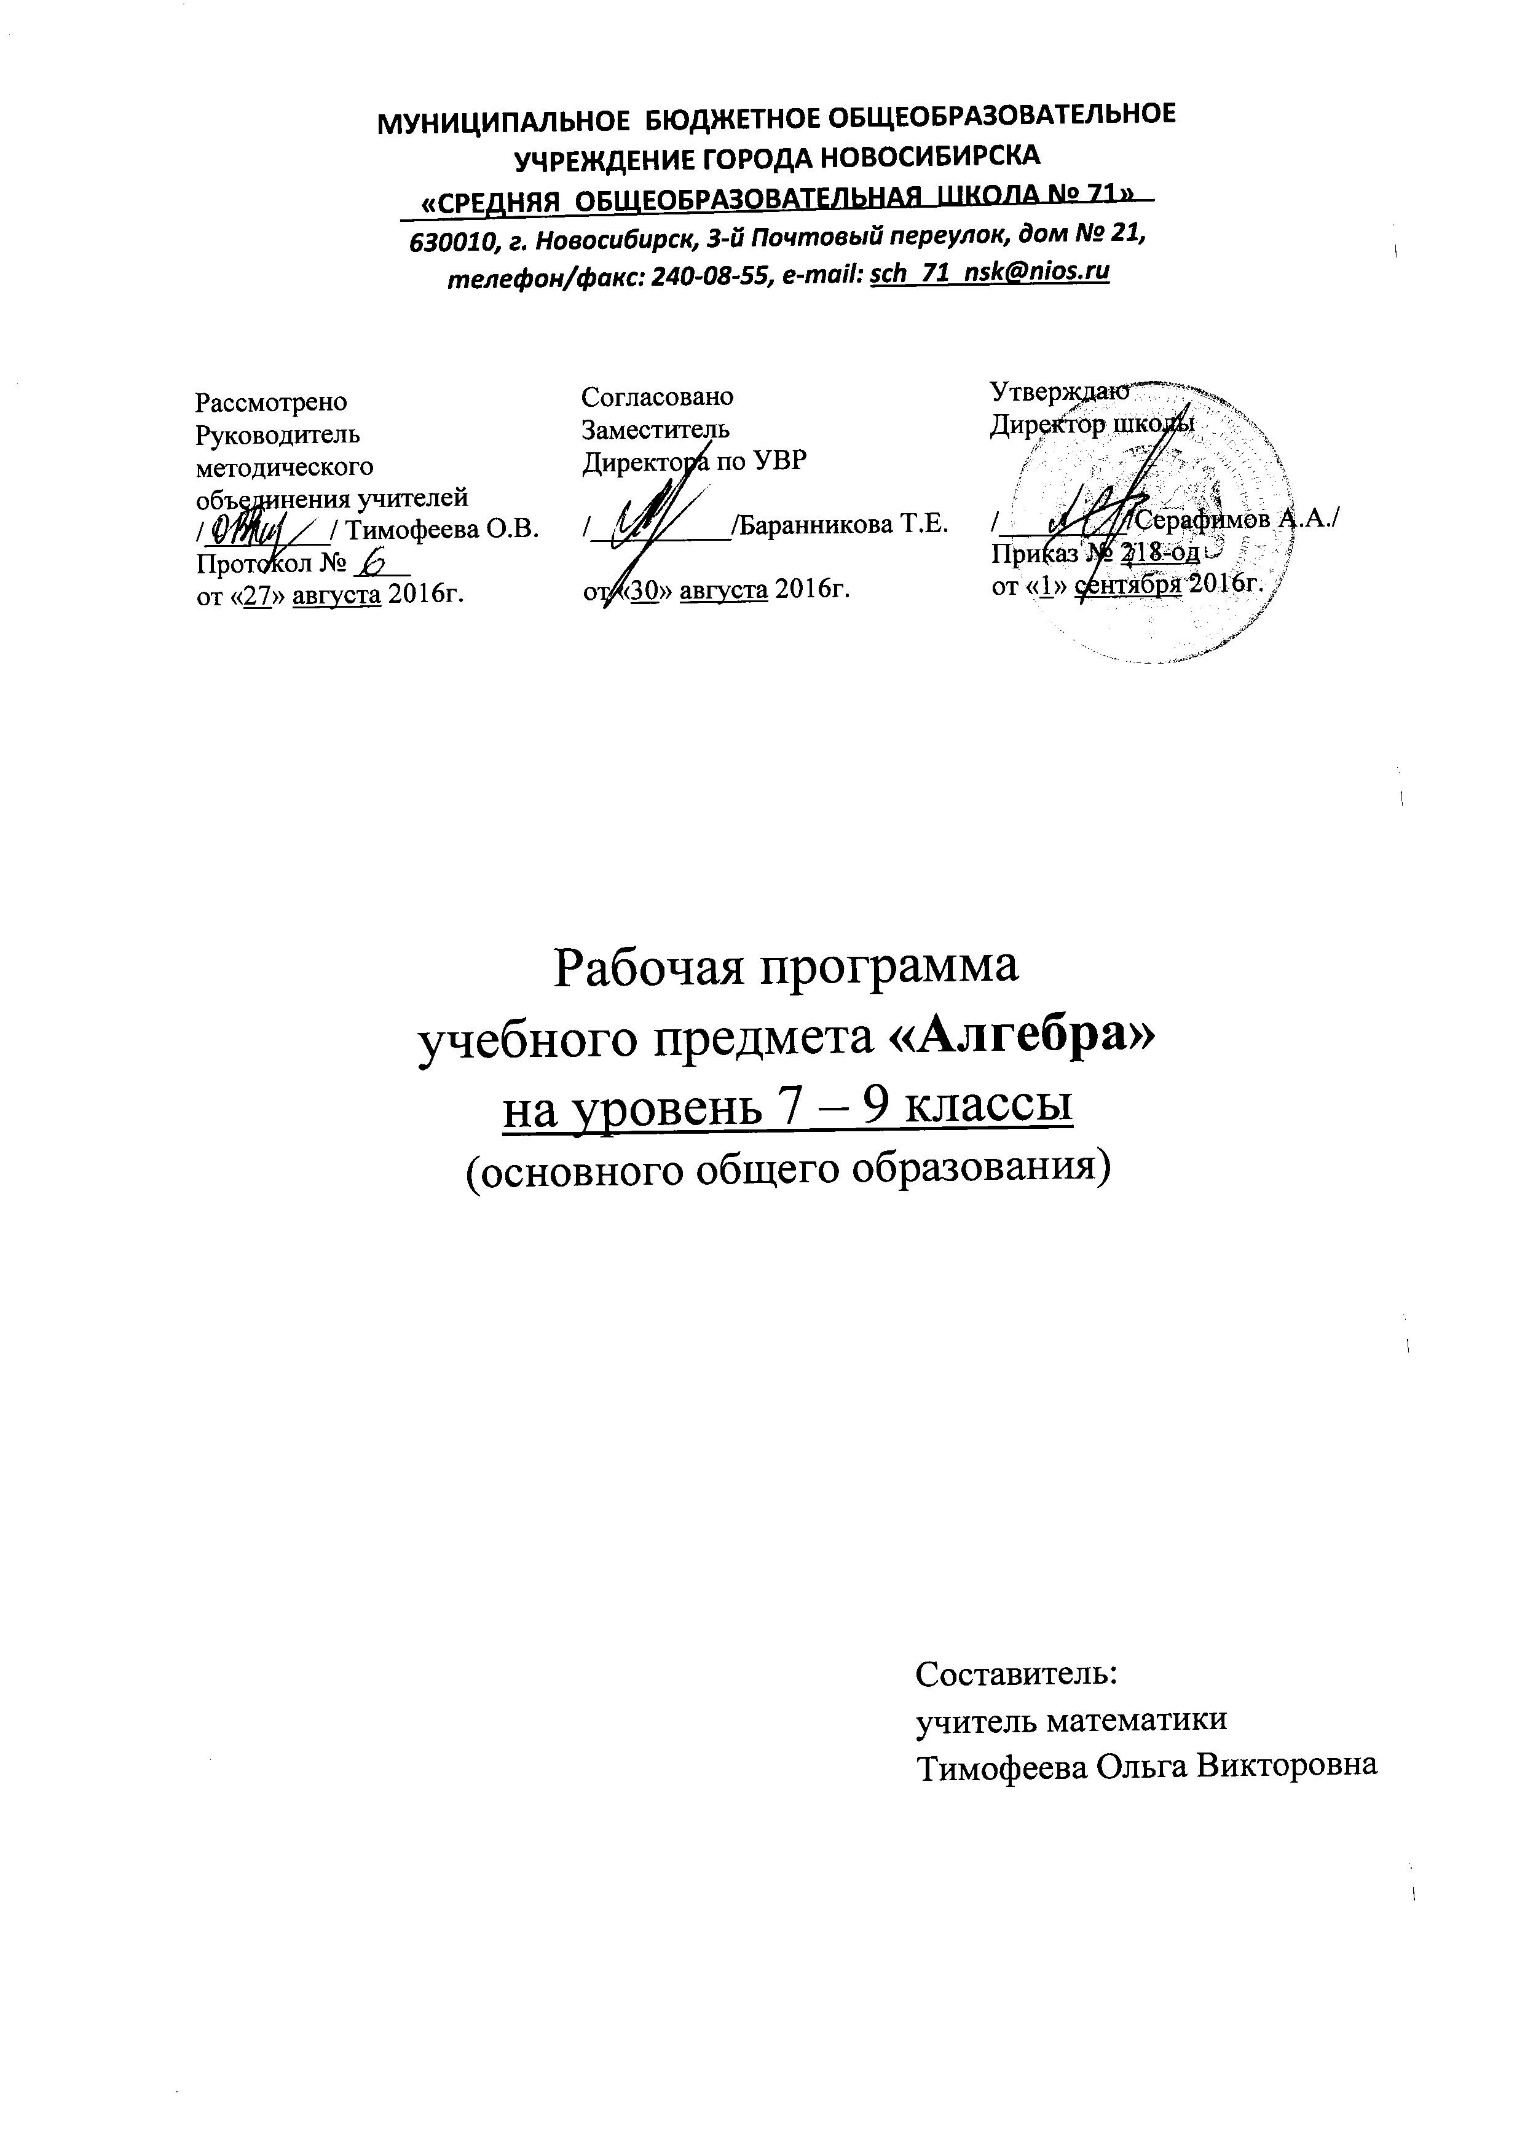 МУНИЦИПАЛЬНОЕ БЮДЖЕТНОЕ ОБЩЕОБРАЗОВАТЕЛЬНОЕ
УЧРЕЖДЕНИЕ ГОРОДА НОВОСИБИРСКА
«СРЕДНЯЯ ОБЩЕОБРАЗОВАТЕЛЬНАЯ ШКОЛА № 71»
630010, г. Новосибирск, 3-й Почтовый переулок, дом № 21,
телефон/факс: 240-08-55, e-mail: sch_71_nsk@nios.ru
Рассмотрено
Руководитель
методического
объединения учителей
/_________/ Тимофеева О.В.
Протокол № 6
от «27» августа 2016г.
Согласовано
Заместитель
Директора по УВР
/__________/Баранникова Т.Е.
от «30» августа 2016г.
Утверждаю
Директор школы
/_________/Серафимов А.А./
Приказ № 218-од
от «1» сентября 2016г.
Рабочая программа
учебного предмета «Алгебра»
на уровень 7 – 9 классы
(основного общего образования)
Составитель:
учитель математики
Тимофеева Ольга Викторовна